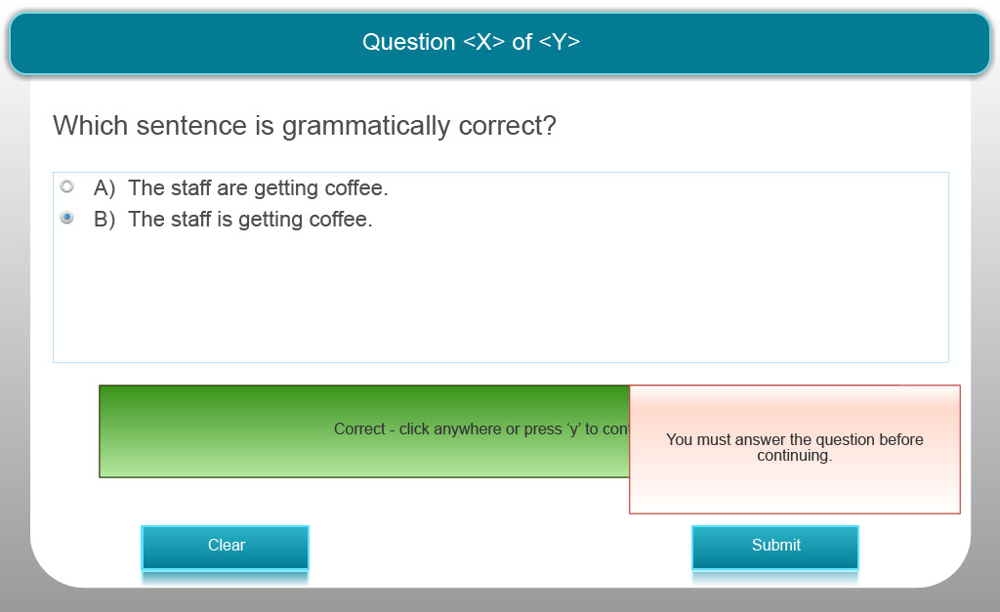 Question <X> of <Y>
Which sentence is grammatically correct?
A) The staff are getting coffee.
B) The staff is getting coffee.
Correct - click anywhere or press ‘y’ to con
You must answer the question before
continuing.
Clear
Submit